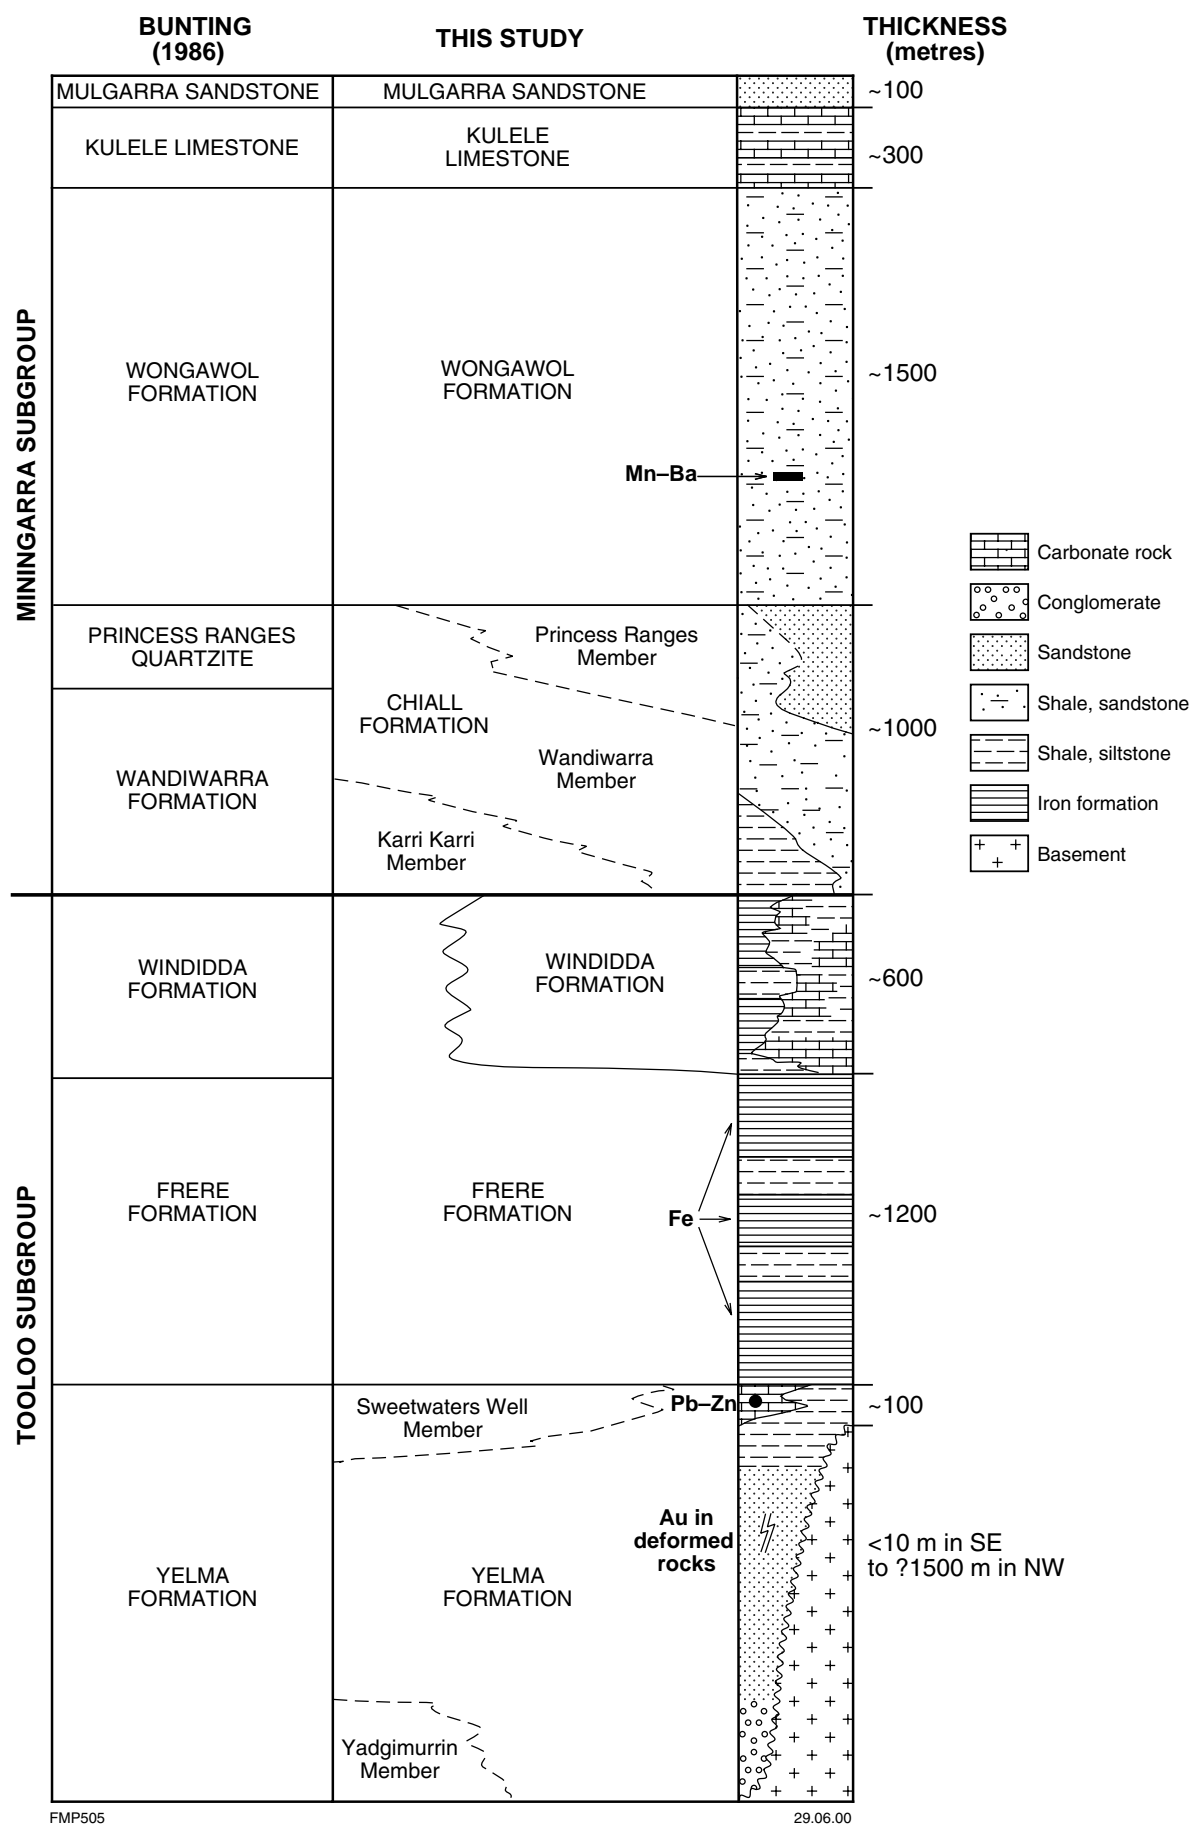 BUNTING
(1986)
THIS STUDY
THICKNESS
(metres)
MULGARRA SANDSTONE
MULGARRA SANDSTONE
~100
KULELE LIMESTONE
KULELE
LIMESTONE
~300
MININGARRA SUBGROUP
WONGAWOL
FORMATION
WONGAWOL
FORMATION
~1500
Mn–Ba
PRINCESS RANGES
QUARTZITE
Princess Ranges
Member
CHIALL
FORMATION
~1000
WANDIWARRA
FORMATION
Wandiwarra
Member
Karri Karri
Member
Carbonate rock
Conglomerate
Sandstone
Shale, sandstone
Shale, siltstone
Iron formation
Basement
TOOLOO SUBGROUP
WINDIDDA
FORMATION
WINDIDDA
FORMATION
~600
FRERE
FORMATION
FRERE
FORMATION
Fe
~1200
Sweetwaters Well
Member
Pb–Zn
~100
Au in
deformed
rocks
<10 m in SE
to ?1500 m in NW
YELMA
FORMATION
YELMA
FORMATION
Yadgimurrin
Member
FMP505
29.06.00